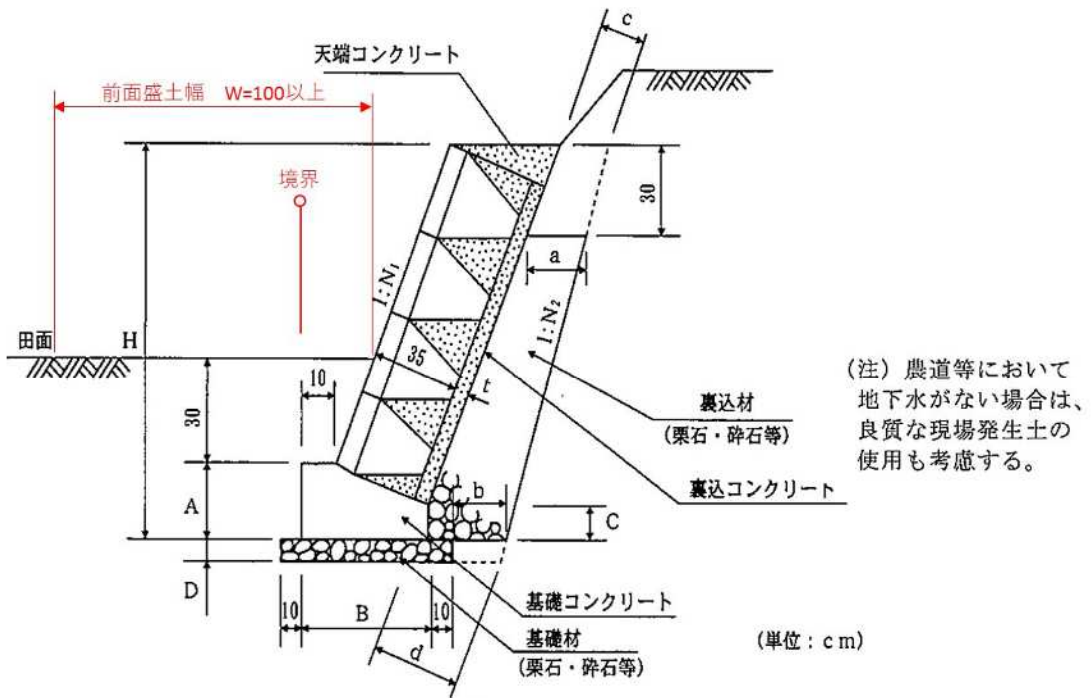 c
天端コンクリート
前面盛土幅 W=100以上
境界
30
a
1:N₁
1:N₂
田面
H
35
t
10
30
裏込材
(栗石・砕石等)
(注) 農道等において
地下水がない場合は、
良質な現場発生土の
使用も考慮する。
裏込コンクリート
b
A
C
D
10
B
10
d
基礎コンクリート
基礎材
(栗石・砕石等)
(単位：cm)